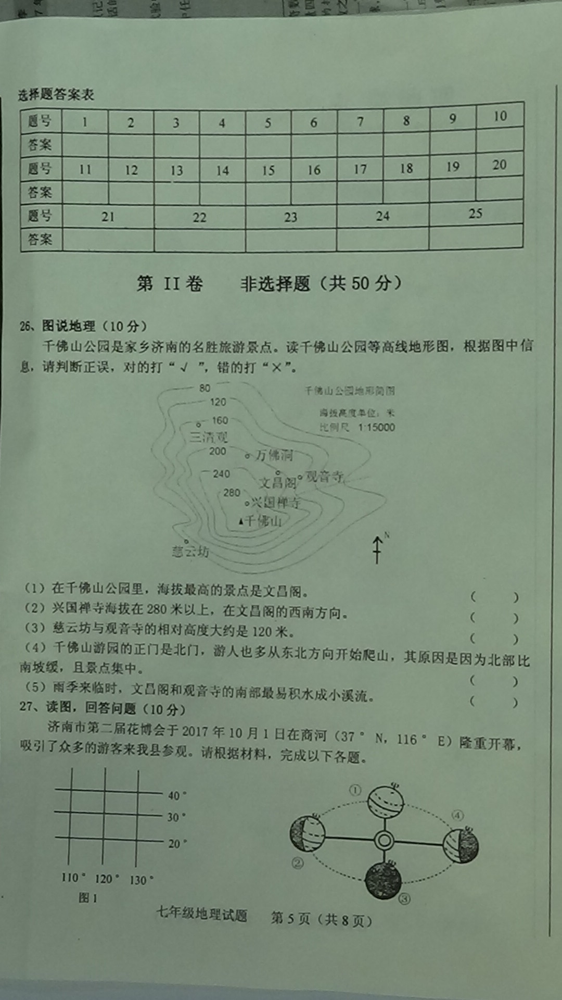 选择题答案表
题号 1 2 3 4 5 6 7 8 9 10
答案
题号 11 12 13 14 15 16 17 18 19 20
答案
题号 21 22 23 24 25
答案
第 II 卷 非选择题（共 50 分）
26、图说地理（10 分）
千佛山公园是家乡济南的名胜旅游景点。读千佛山公园等高线地形图，根据图中信
息，请判断正误，对的打“√ ”，错的打“×”。
80
千佛山公园地形简图
120
海拔高度单位：米
160
比例尺 1:15000
三清观
200
万佛洞
240
文昌阁
观音寺
280
兴国禅寺
千佛山
N
慈云坊
（1）在千佛山公园里，海拔最高的景点是文昌阁。 （ ）
（2）兴国禅寺海拔在 280 米以上，在文昌阁的西南方向。 （ ）
（3）慈云坊与观音寺的相对高度大约是 120 米。 （ ）
（4）千佛山游园的正门是北门，游人也多从东北方向开始爬山，其原因是因为北部比
南坡缓，且景点集中。 （ ）
（5）雨季来临时，文昌阁和观音寺的南部最易积水成小溪流。 （ ）
27、读图，回答问题（10 分）
济南市第二届花博会于 2017 年 10 月 1 日在商河（37 ° N，116 ° E）隆重开幕，
吸引了众多的游客来我县参观。请根据材料，完成以下各题。
40 °
30 °
20 °
110 ° 120 ° 130 °
图 1
①
②
③
④
七年级地理试题 第 5 页（共 8 页）